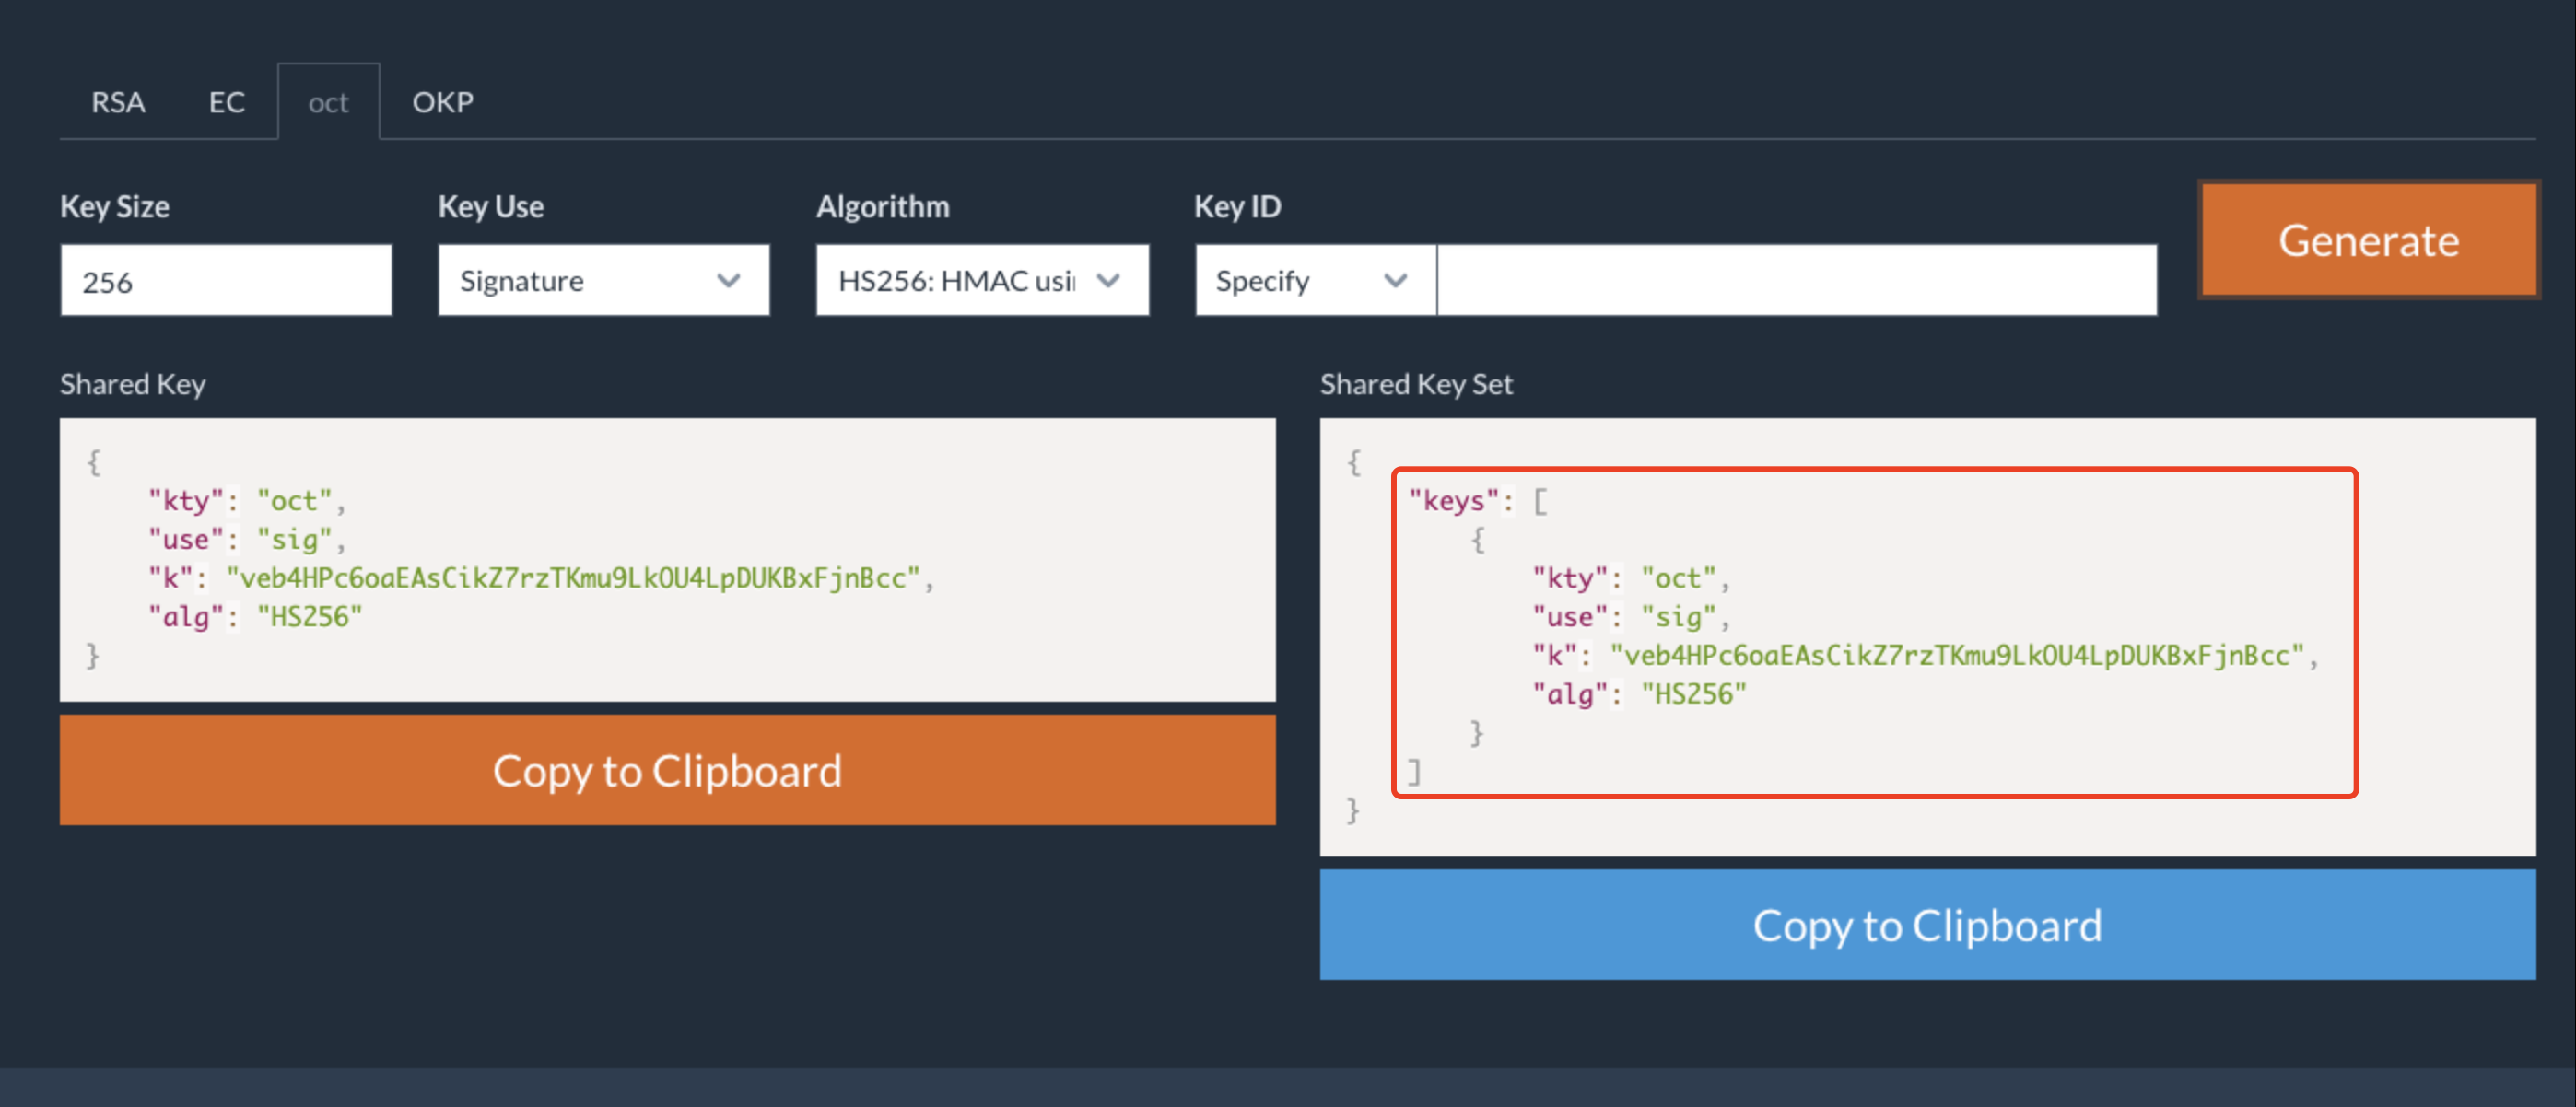 RSA EC oct OKP
Key Size Key Use Algorithm Key ID
256 Signature HS256: HMAC usi Specify Generate
Shared Key
{
"kty": "oct",
"use": "sig",
"k": "veb4HPc6oaEAsCikZ7rzTKmu9LkOU4LpDUKBxFjnBcc",
"alg": "HS256"
}
Copy to Clipboard
Shared Key Set
{
"keys": [
{
"kty": "oct",
"use": "sig",
"k": "veb4HPc6oaEAsCikZ7rzTKmu9LkOU4LpDUKBxFjnBcc",
"alg": "HS256"
}
]
}
Copy to Clipboard